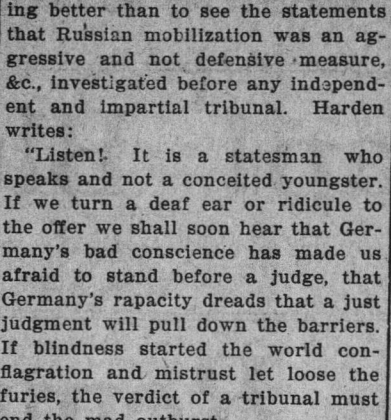 ing better than to see the statements
that Russian mobilization was an ag-
gressive and not defensive measure,
&c., investigated before any independ-
ent and impartial tribunal. Harden
writes:
"Listen! It is a statesman who
speaks and not a conceited youngster.
If we turn a deaf ear or ridicule to
the offer we shall soon hear that Ger-
many's bad conscience has made us
afraid to stand before a judge, that
Germany's rapacity dreads that a just
judgment will pull down the barriers.
If blindness started the world con-
flagration and mistrust let loose the
furies, the verdict of a tribunal must
end the mad outburst